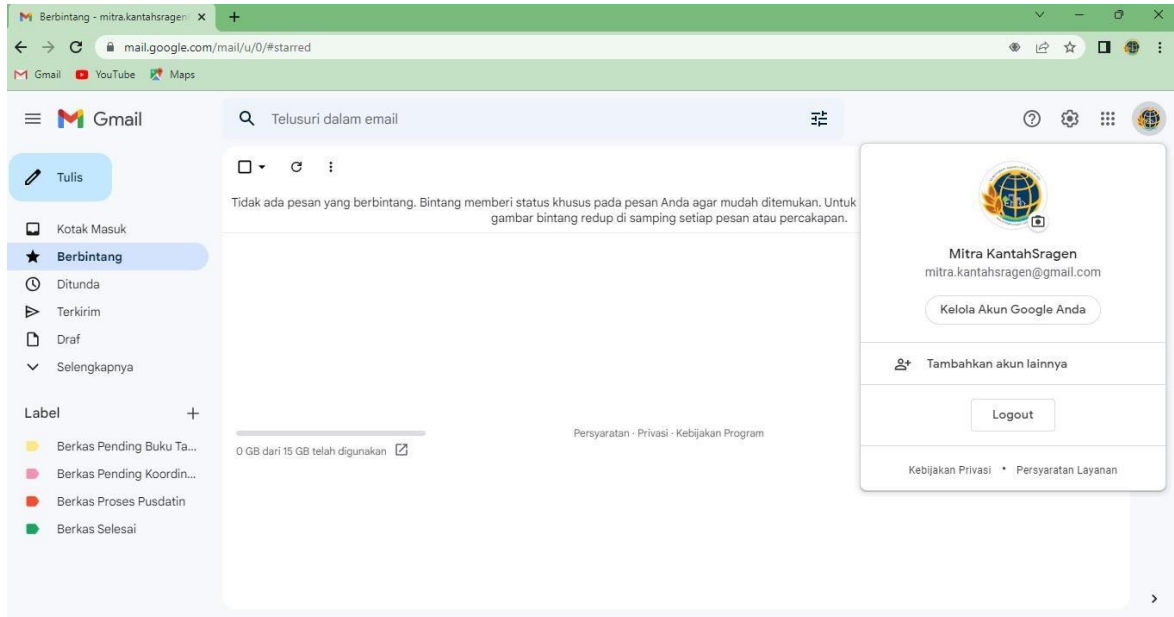 Berbintang - mitra.kantahsragen
mail.google.com/mail/u/0/#starred
Gmail YouTube Maps
Gmail
Telusuri dalam email
Tulis
Kotak Masuk
Berbintang
Ditunda
Terkirim
Draf
Selengkapnya
Label
Berkas Pending Buku Ta...
Berkas Pending Koordin...
Berkas Proses Pusdatin
Berkas Selesai
Tidak ada pesan yang berbintang. Bintang memberi status khusus pada pesan Anda agar mudah ditemukan. Untuk
gambar bintang redup di samping setiap pesan atau percakapan.
0 GB dari 15 GB telah digunakan
Persyaratan · Privasi · Kebijakan Program
Mitra KantahSragen
mitra.kantahsragen@gmail.com
Kelola Akun Google Anda
Tambahkan akun lainnya
Logout
Kebijakan Privasi • Persyaratan Layanan